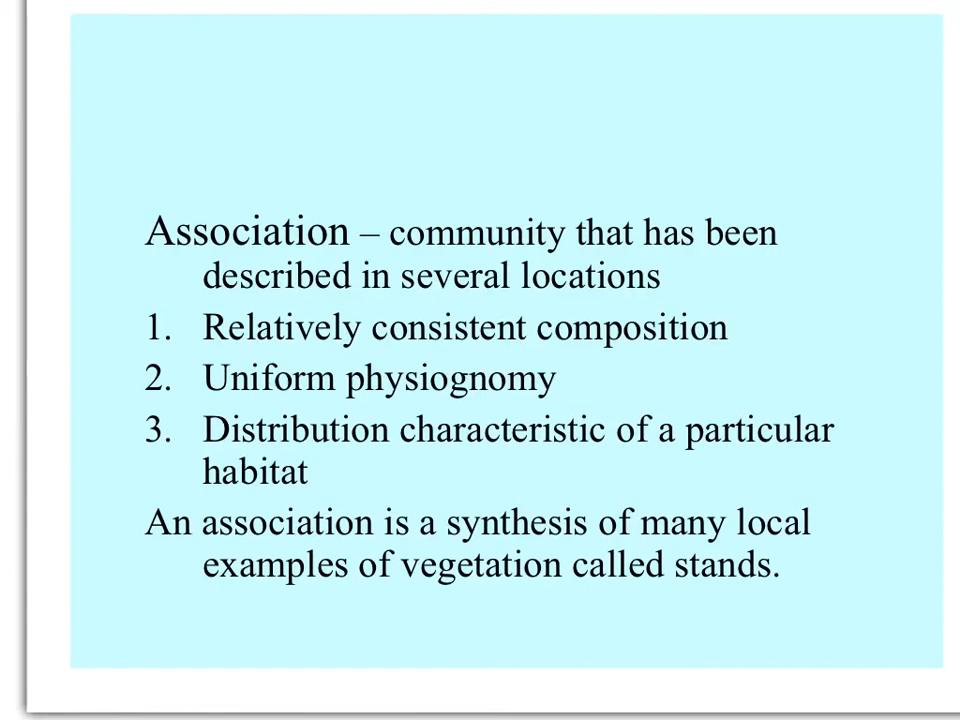 Association – community that has been
described in several locations
1. Relatively consistent composition
2. Uniform physiognomy
3. Distribution characteristic of a particular
habitat
An association is a synthesis of many local
examples of vegetation called stands.